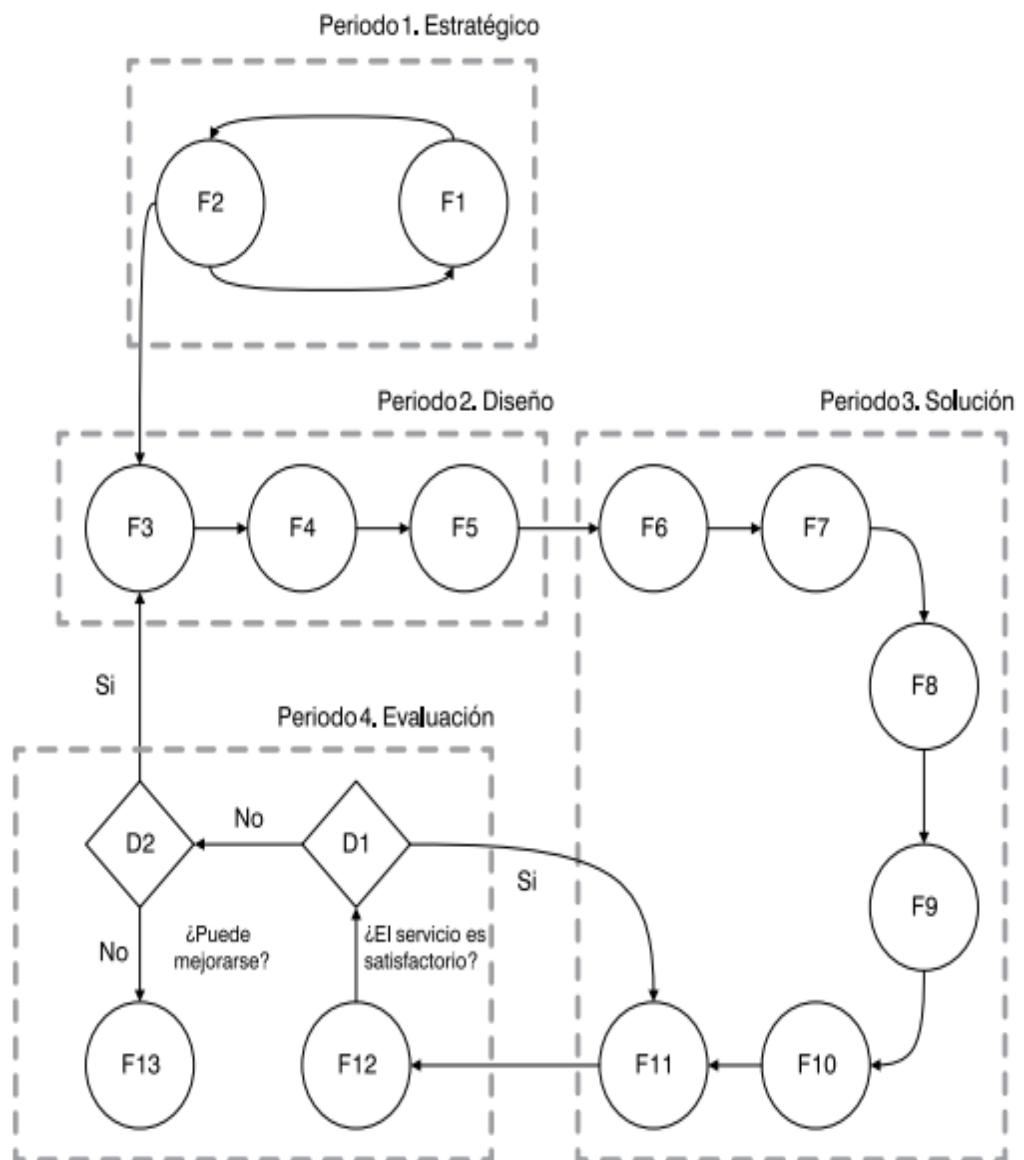 Periodo 1. Estratégico
F2
F1
Periodo 2. Diseño
Periodo 3. Solución
F3
F4
F5
F6
F7
F8
Si
Periodo 4. Evaluación
D2
No
D1
Si
F9
No
¿Puede
mejorarse?
¿El servicio es
satisfactorio?
F13
F12
F11
F10